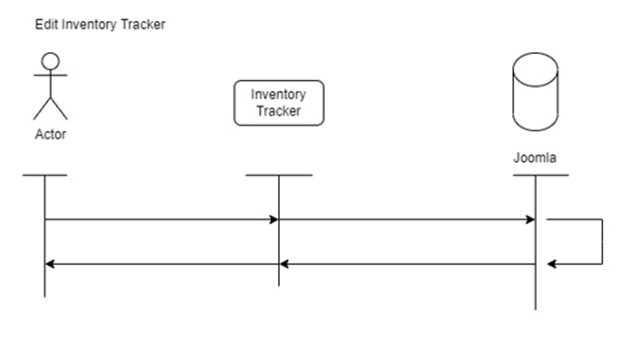 Edit Inventory Tracker
Actor
Inventory
Tracker
Joomla